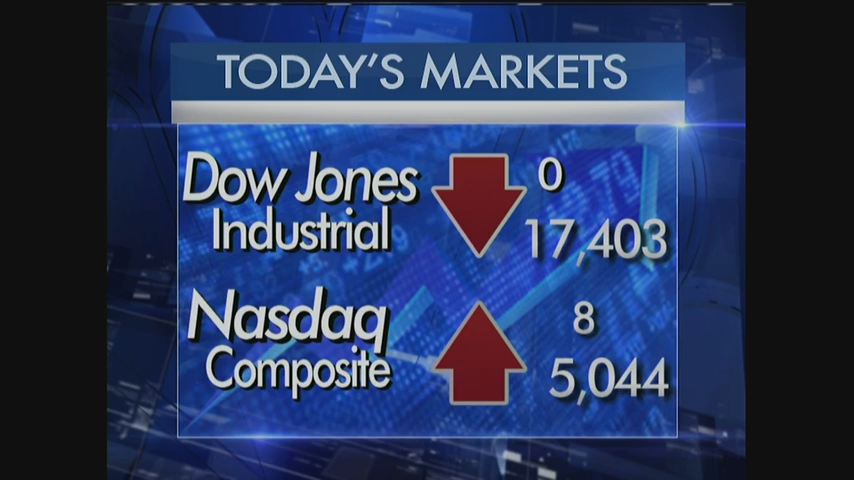 TODAY'S MARKETS
Dow Jones
Industrial
0
17,403
Nasdaq
Composite
8
5,044